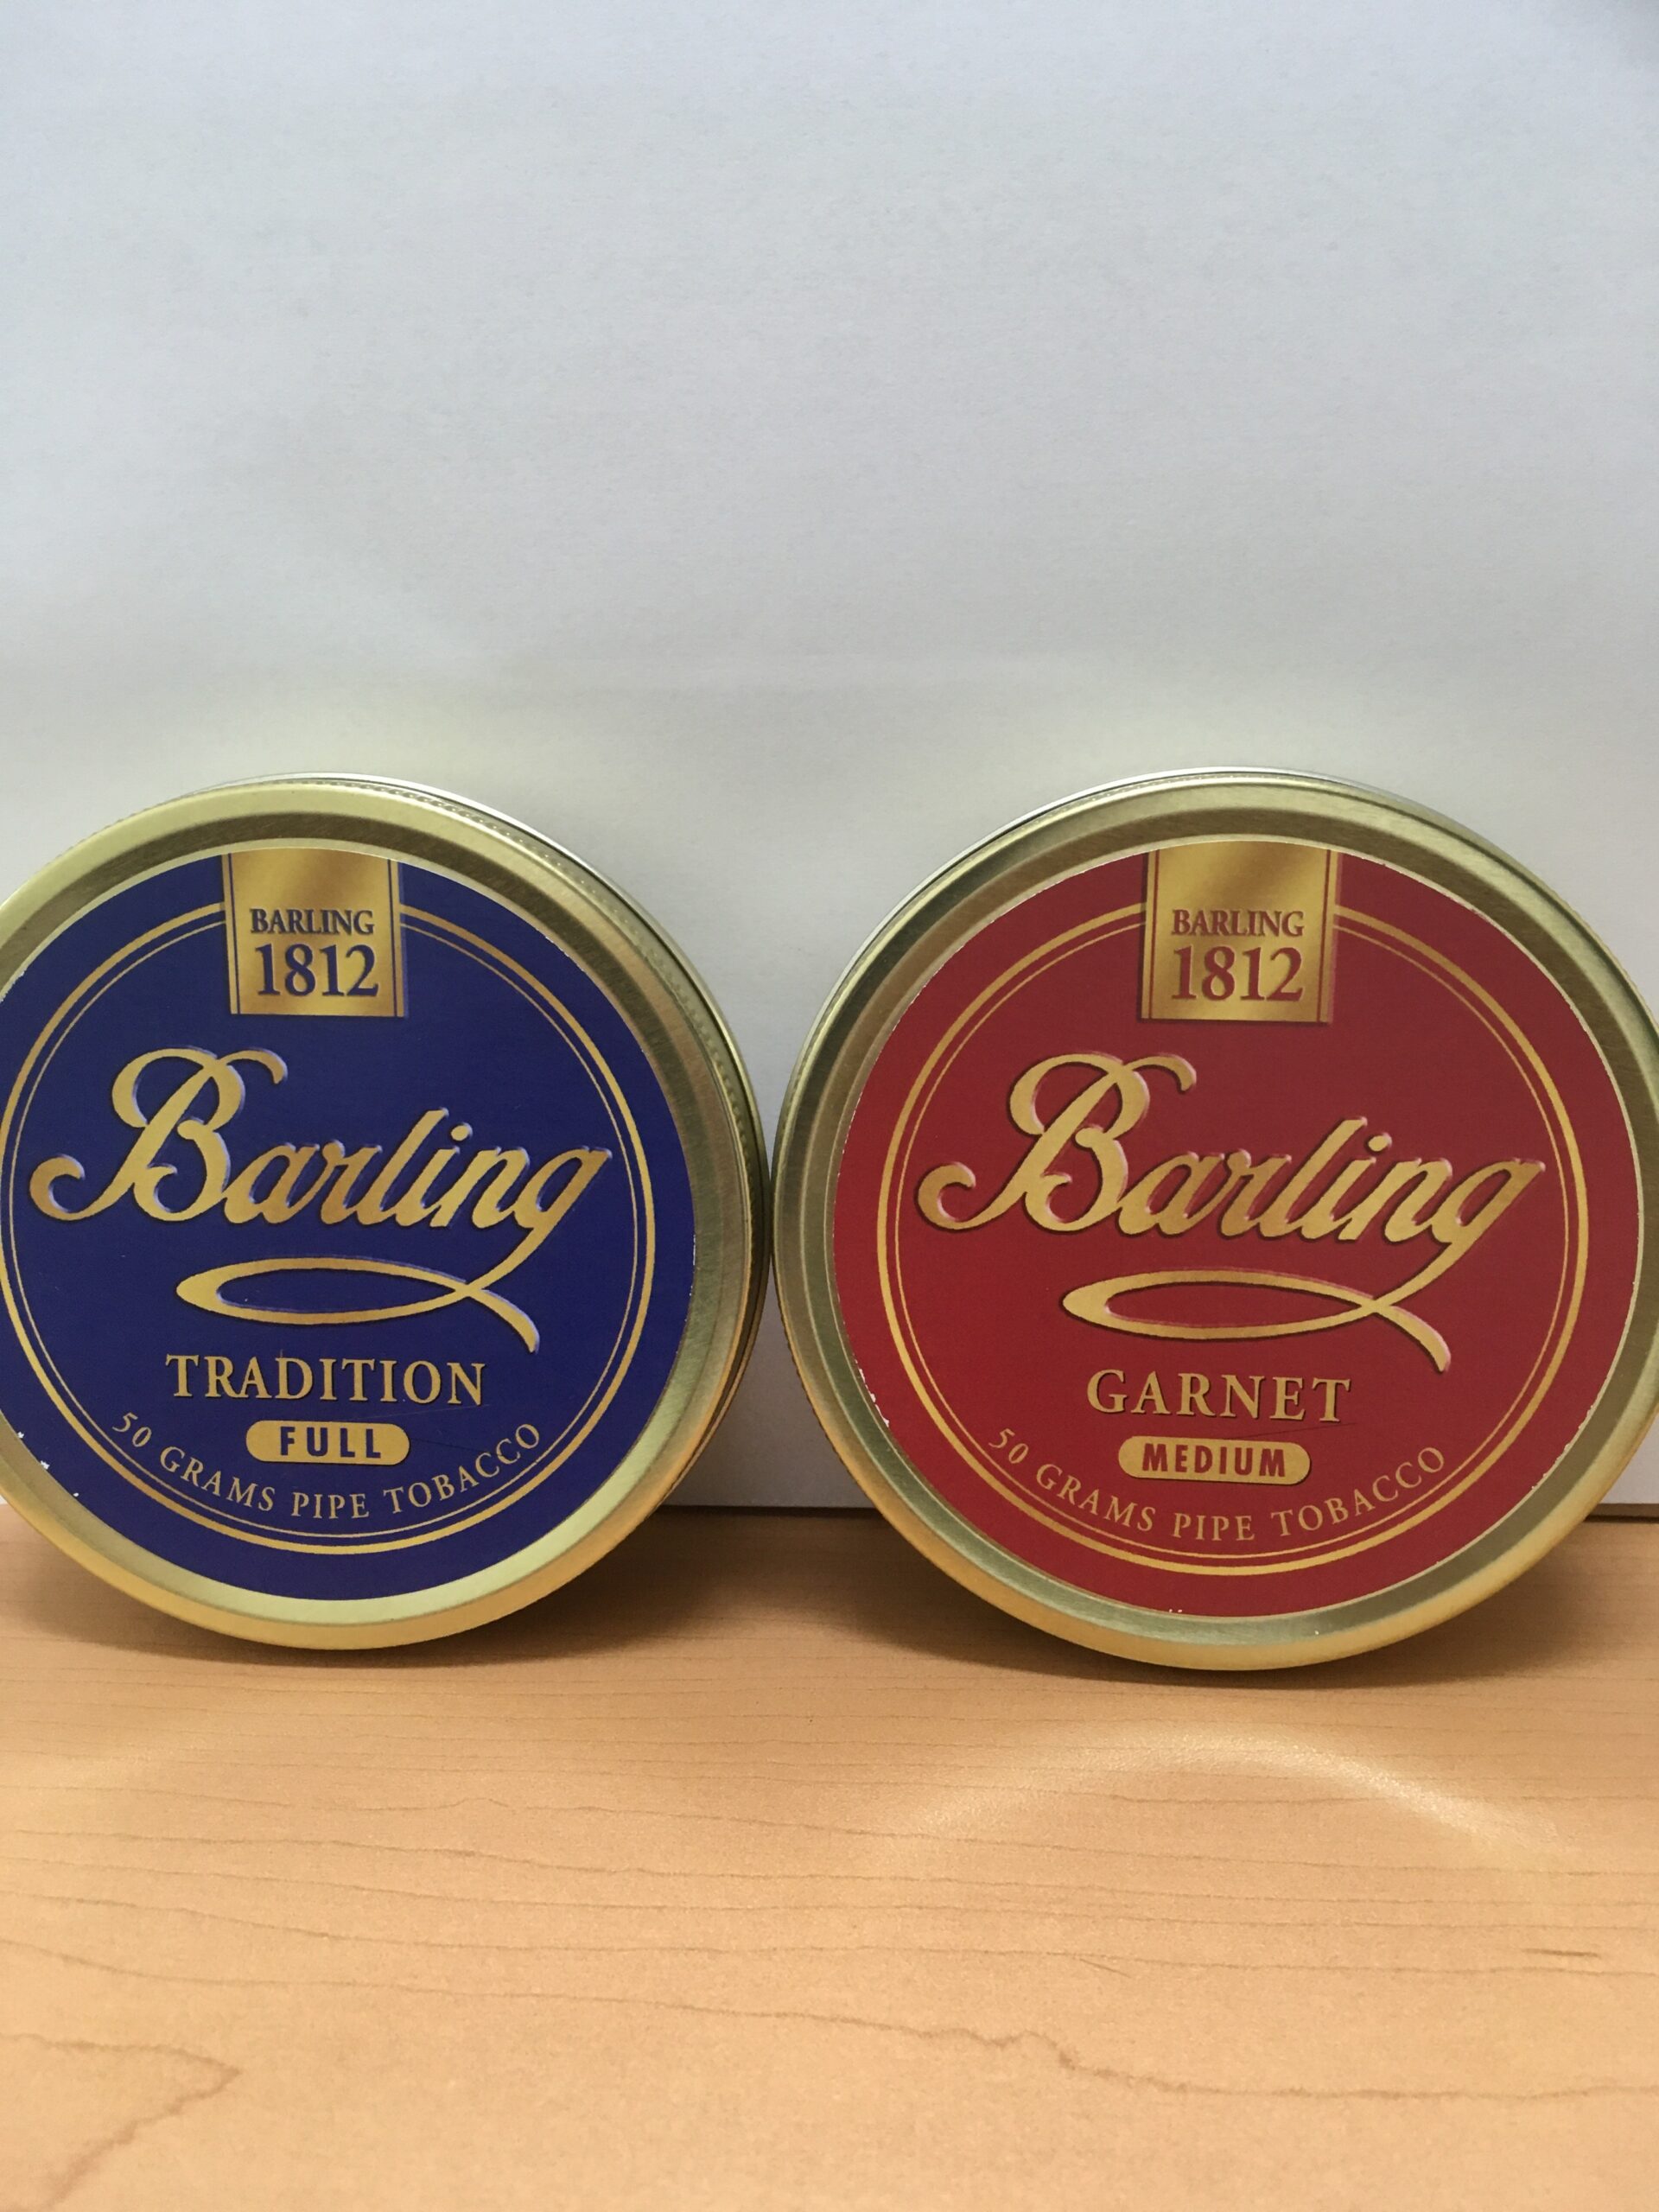 BARLING
1812
Barling
TRADITION
FULL
50 GRAMS PIPE TOBACCO
BARLING
1812
Barling
GARNET
MEDIUM
50 GRAMS PIPE TOBACCO